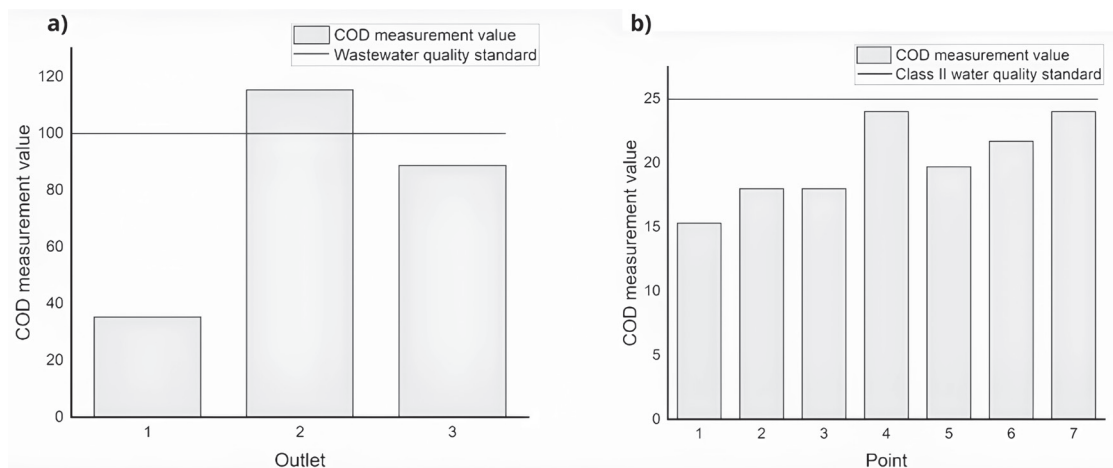 a)
COD measurement value
Wastewater quality standard
120
100
80
60
40
20
0
COD measurement value
1
2
3
Outlet
b)
COD measurement value
Class II water quality standard
25
20
15
10
5
0
COD measurement value
1
2
3
4
5
6
7
Point